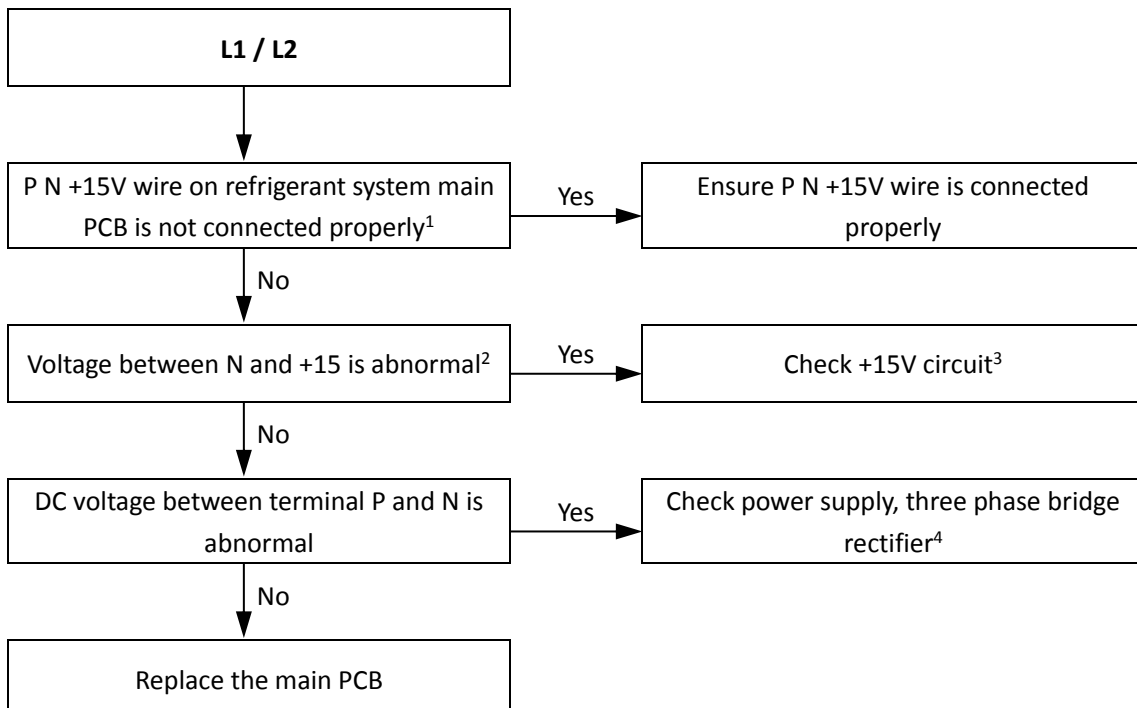 L1 / L2
P N +15V wire on refrigerant system main
PCB is not connected properly¹
Yes
Ensure P N +15V wire is connected
properly
No
Voltage between N and +15 is abnormal²
Yes
Check +15V circuit³
No
DC voltage between terminal P and N is
abnormal
Yes
Check power supply, three phase bridge
rectifier⁴
No
Replace the main PCB